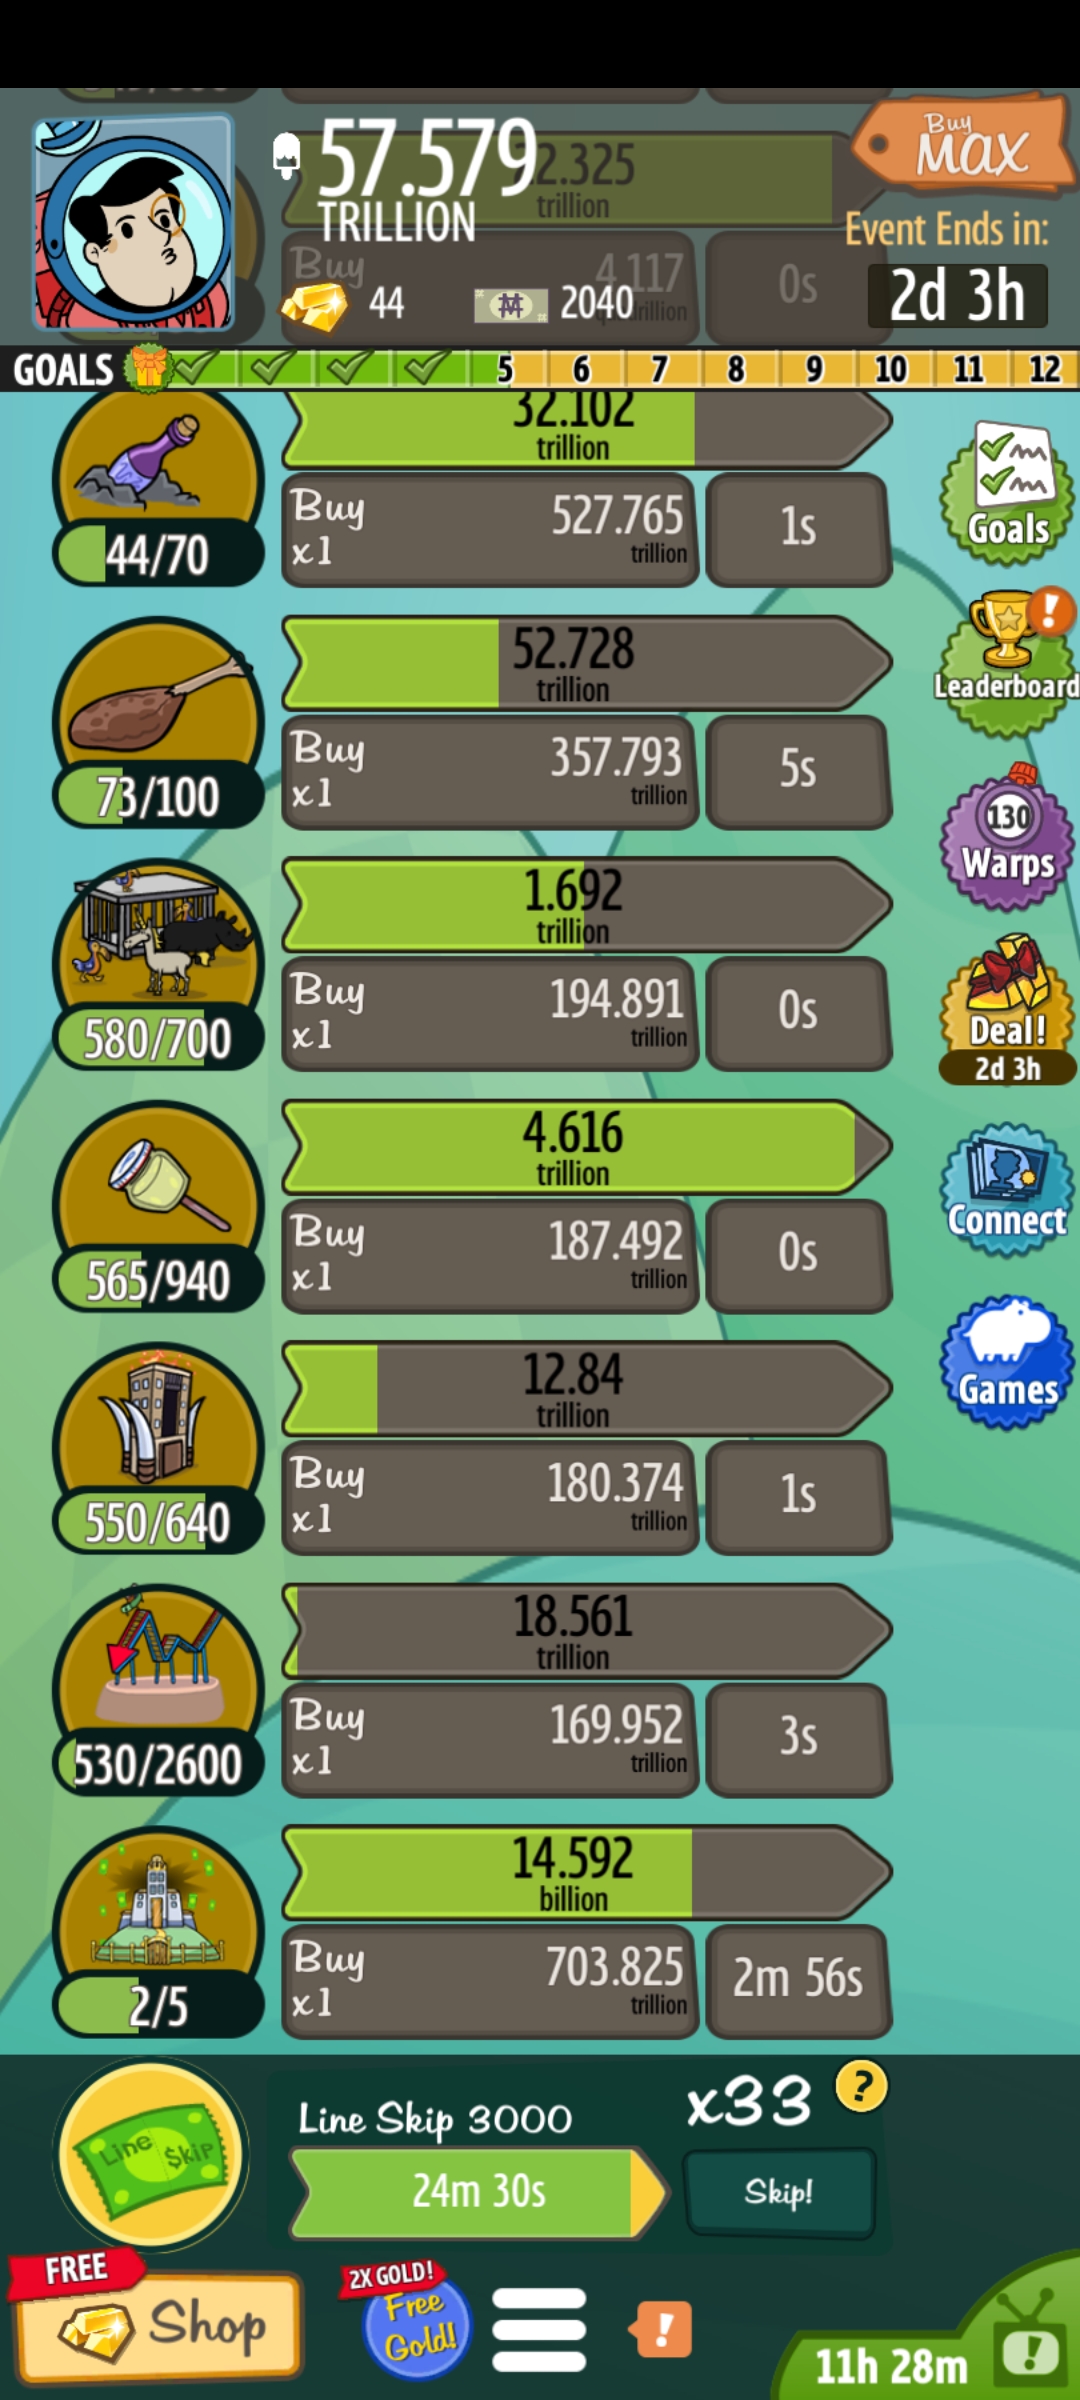 57.579
TRILLION
2.325
trillion
Buy
MAX
Event Ends in:
2d 3h
Buy
4.117
0s
44
2040
GOALS 5 6 7 8 9 10 11 12
32.102
trillion
44/70
Buy
x1
527.765
trillion
1s
Goals
52.728
trillion
73/100
Buy
x1
357.793
trillion
5s
Leaderboard
1.692
trillion
580/700
Buy
x1
194.891
trillion
0s
130
Warps
Deal!
2d 3h
4.616
trillion
565/940
Buy
x1
187.492
trillion
0s
Connect
12.84
trillion
550/640
Buy
x1
180.374
trillion
1s
Games
18.561
trillion
530/2600
Buy
x1
169.952
trillion
3s
14.592
billion
2/5
Buy
x1
703.825
trillion
2m 56s
Line $kip
Line Skip 3000
x33
?
24m 30s
Skip!
FREE
Shop
2X GOLD!
Free
Gold!
!
11h 28m
!